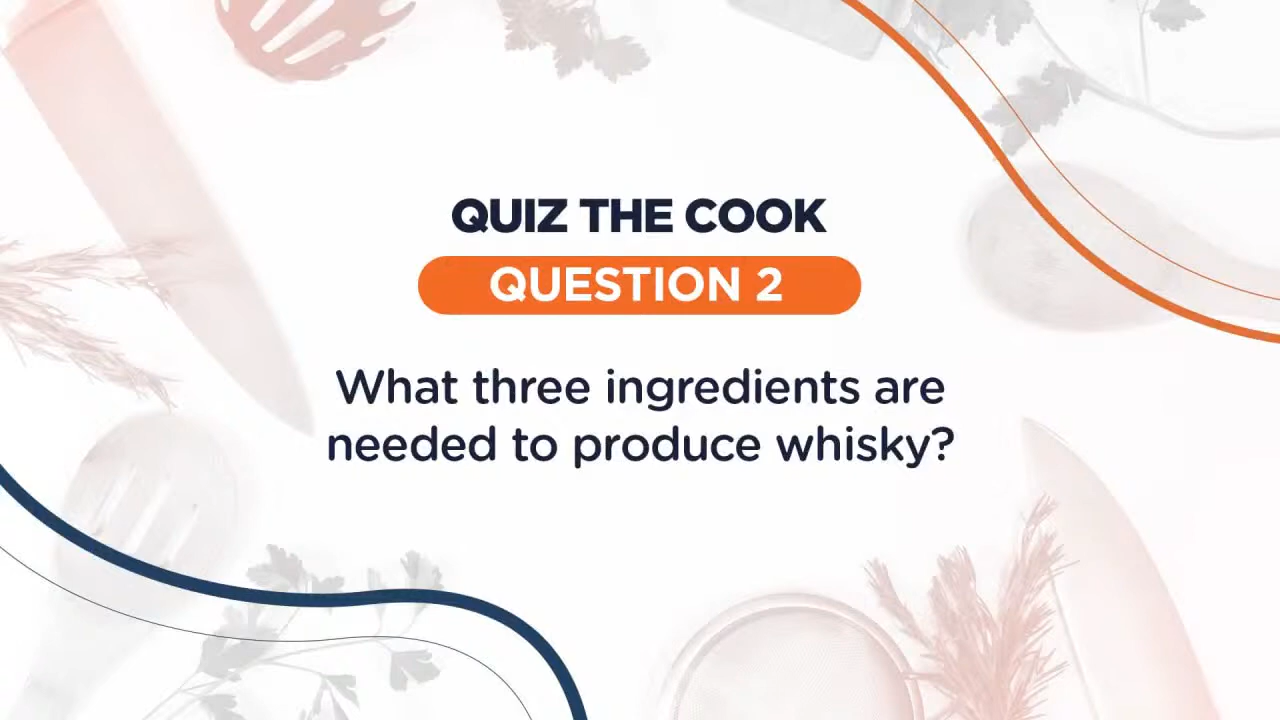 QUIZ THE COOK
QUESTION 2
What three ingredients are
needed to produce whisky?